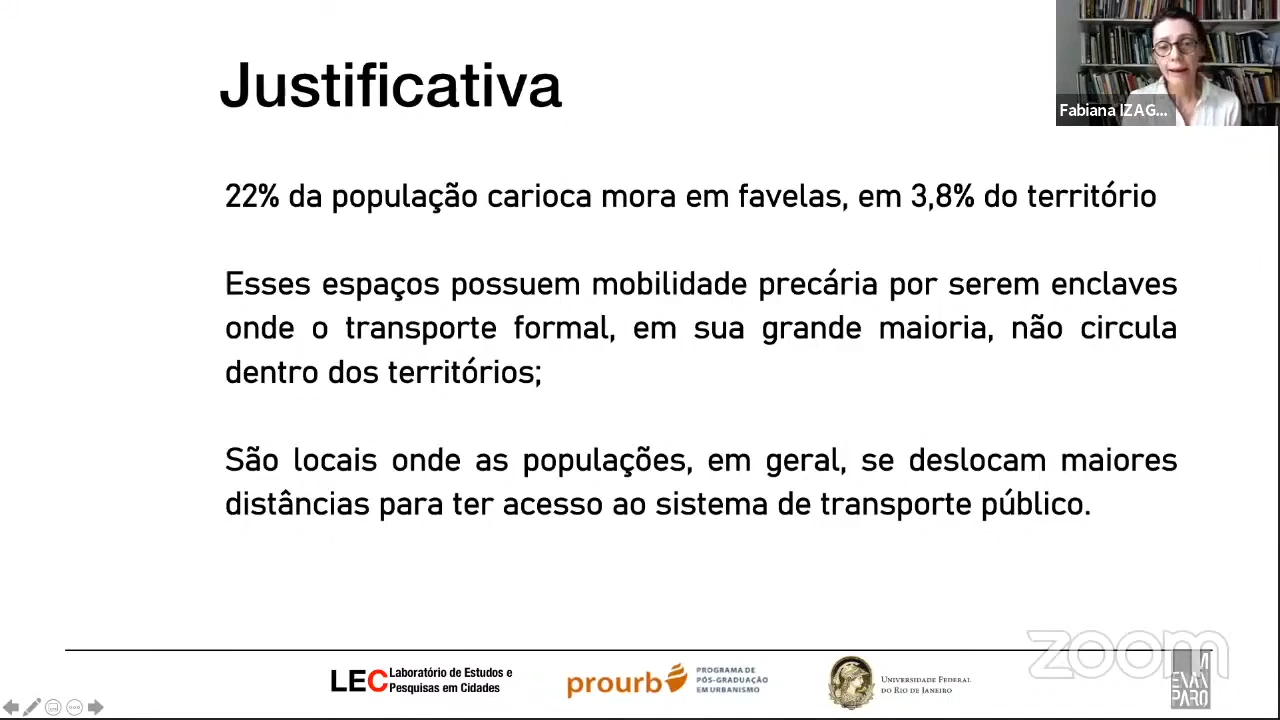 Justificativa
Fabiana IZAG...
22% da população carioca mora em favelas, em 3,8% do território
Esses espaços possuem mobilidade precária por serem enclaves
onde o transporte formal, em sua grande maioria, não circula
dentro dos territórios;
São locais onde as populações, em geral, se deslocam maiores
distâncias para ter acesso ao sistema de transporte público.
zoom
LEC Laboratório de Estudos e
Pesquisas em Cidades
prourb
PROGRAMA DE
PÓS-GRADUAÇÃO
EM URBANISMO
UNIVERSIDADE FEDERAL
DO RIO DE JANEIRO
PARO